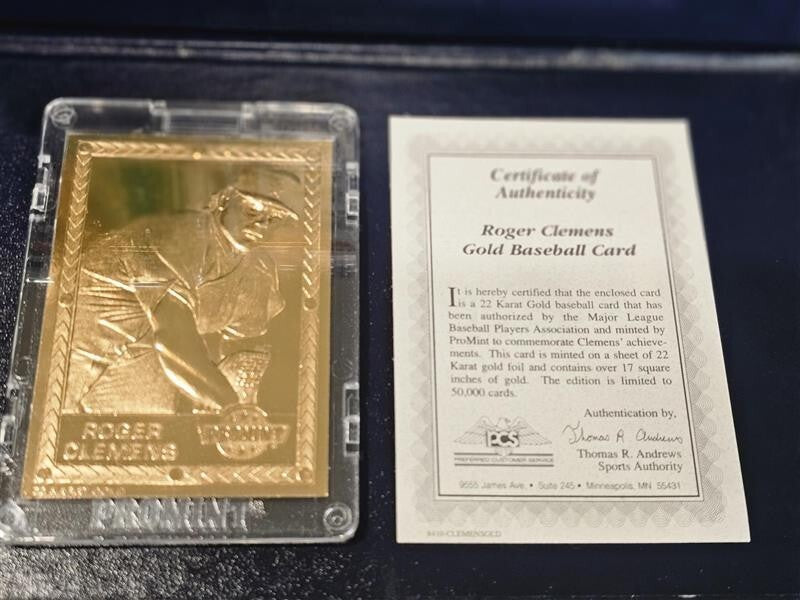 ROGER
CLEMENS
PROMINT
PROMINT
Certificate of
Authenticity
Roger Clemens
Gold Baseball Card
It is hereby certified that the enclosed card
is a 22 Karat Gold baseball card that has
been authorized by the Major League
Baseball Players Association and minted by
ProMint to commemorate Clemens' achieve-
ments. This card is minted on a sheet of 22
Karat gold foil and contains over 17 square
inches of gold. The edition is limited to
50,000 cards.
Authentication by,
Thomas R. Andrews
PCS
PREFERRED CUSTOMER SERVICE
Thomas R. Andrews
Sports Authority
9555 James Ave. • Suite 245 • Minneapolis, MN 55431